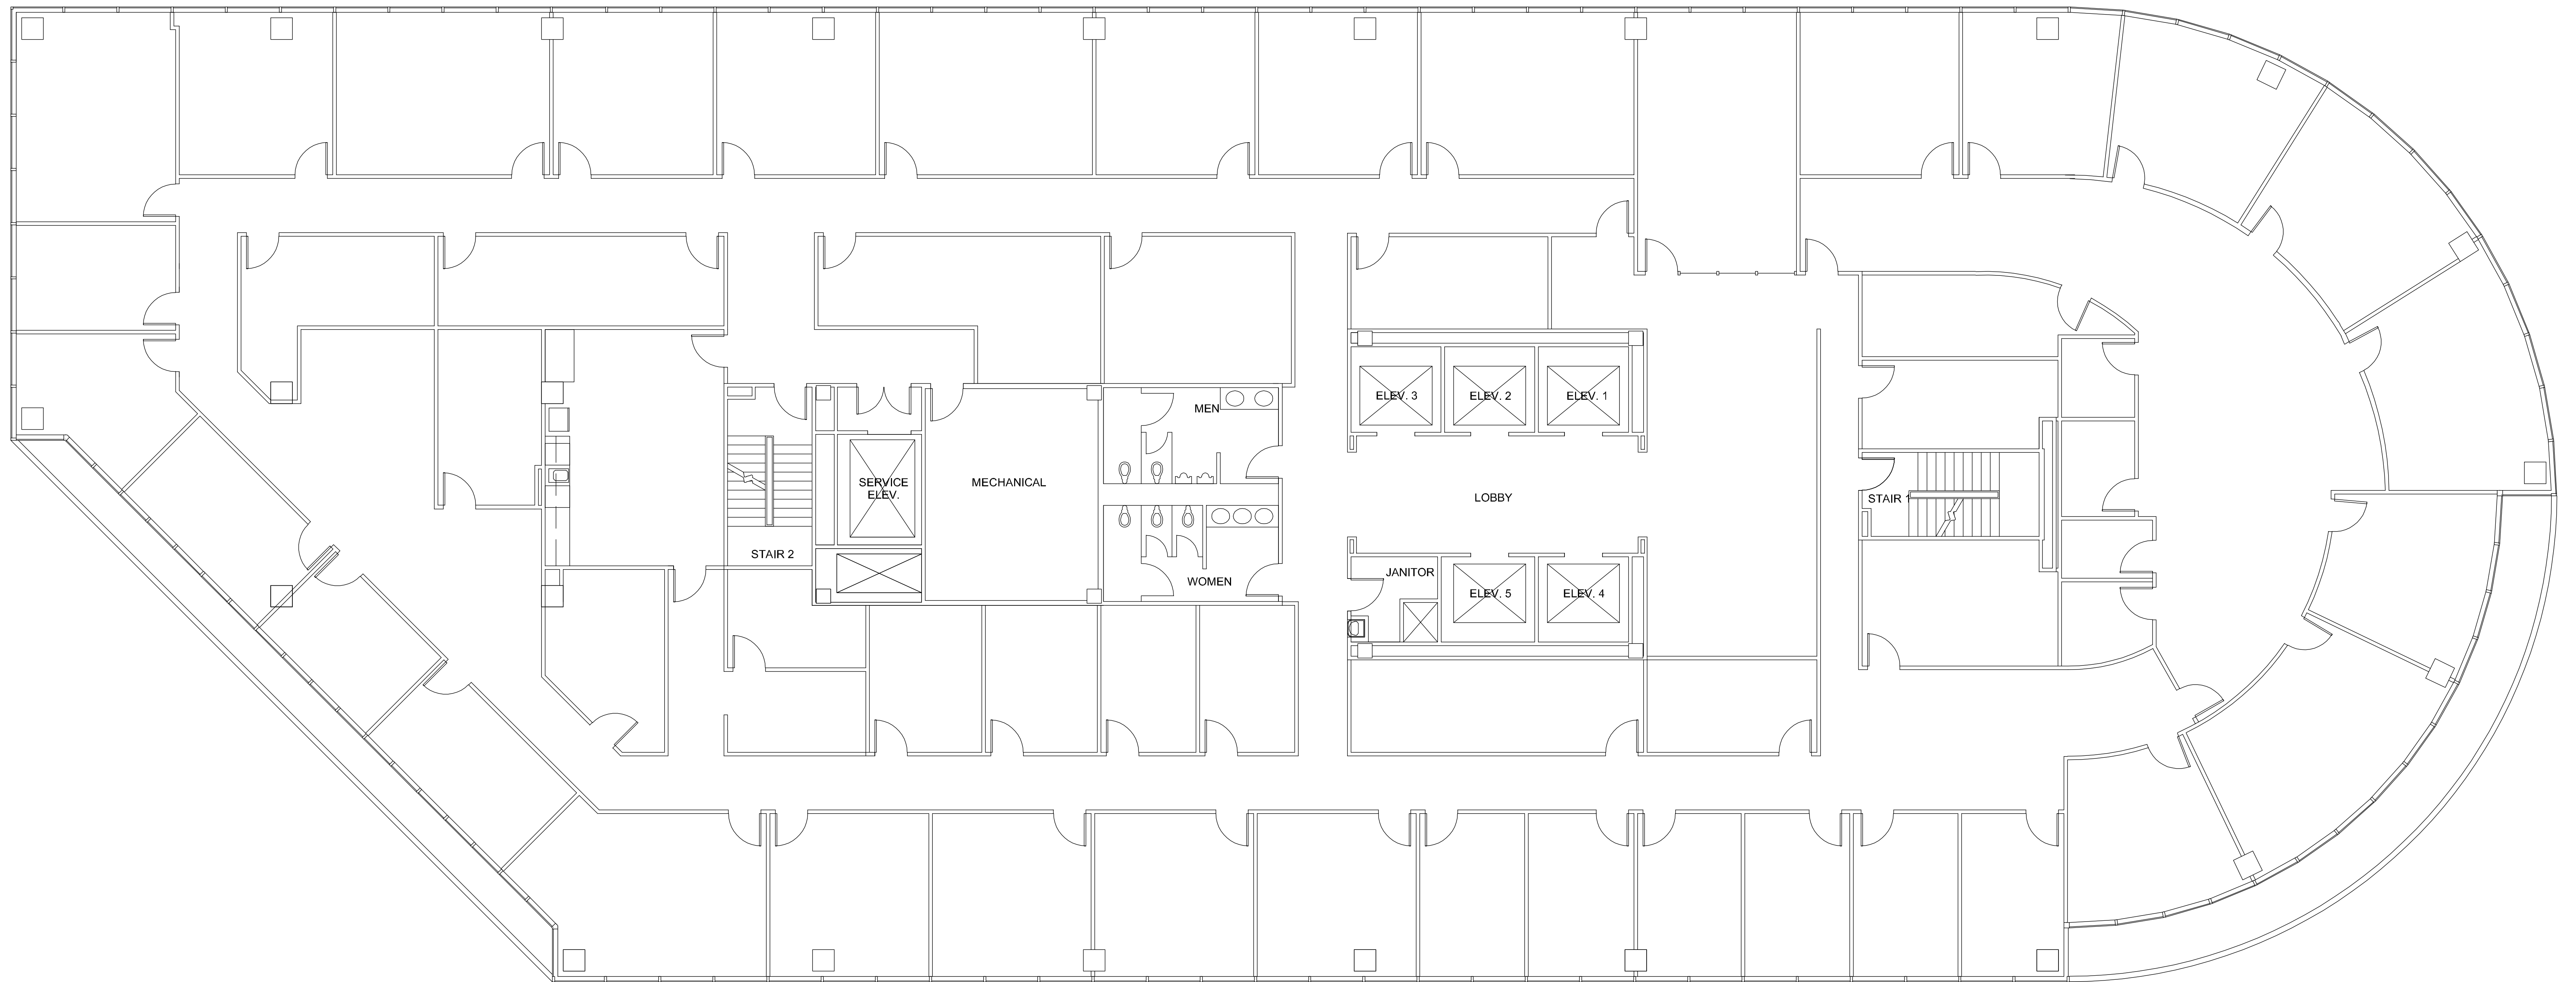 MEN
ELEV. 3
ELEV. 2
ELEV. 1
SERVICE
ELEV.
MECHANICAL
LOBBY
STAIR 1
STAIR 2
WOMEN
JANITOR
ELEV. 5
ELEV. 4